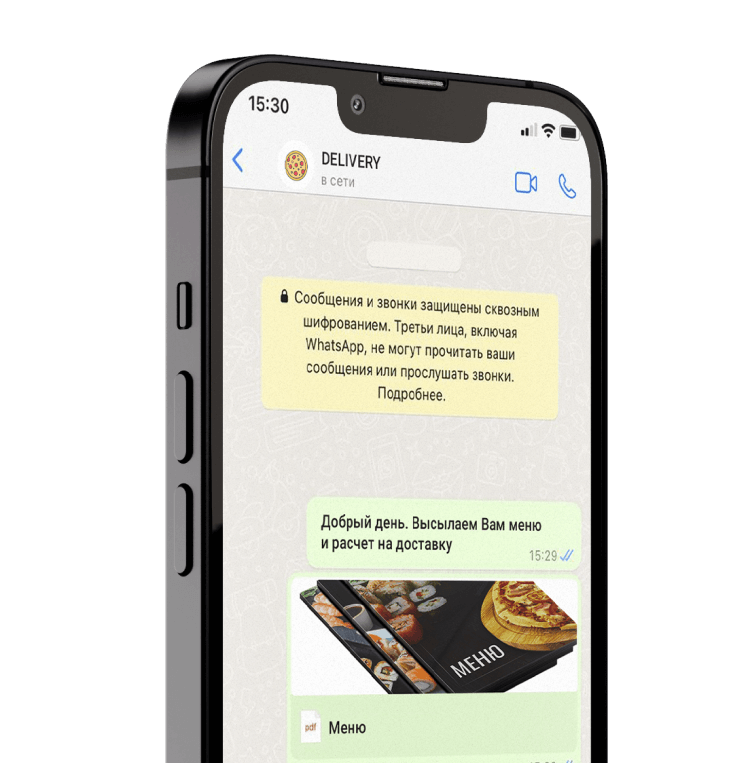 15:30
DELIVERY
в сети
Сообщения и звонки защищены сквозным
шифрованием. Третьи лица, включая
WhatsApp, не могут прочитать ваши
сообщения или прослушать звонки.
Подробнее.
Добрый день. Высылаем Вам меню
и расчет на доставку
15:29
МЕНЮ
pdf
Меню